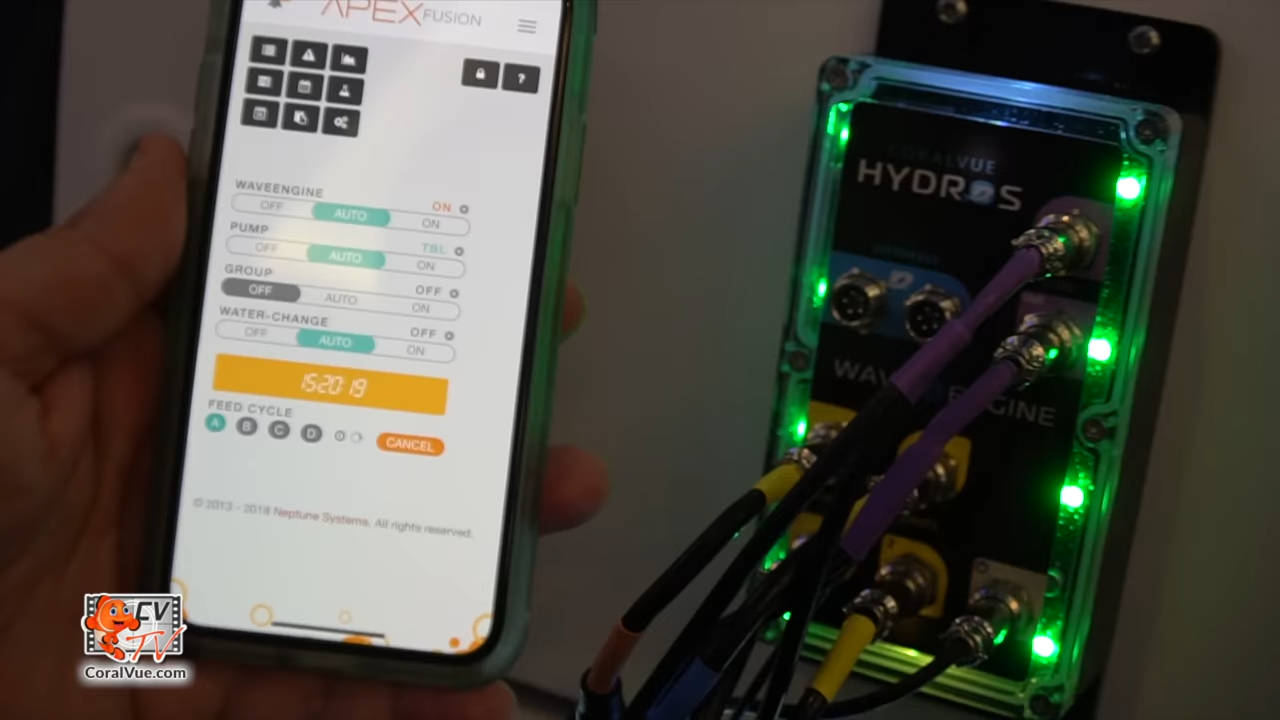 APEX FUSION
WAVEENGINE
ON
OFF AUTO ON
PUMP
TBL
OFF AUTO ON
GROUP
OFF
OFF AUTO ON
WATER-CHANGE
OFF
OFF AUTO ON
15:20:19
FEED CYCLE
A B C D
CANCEL
© 2013 - 2018 Neptune Systems. All rights reserved.
CORALVUE
HYDROS
ENGINE
CV
TV
CoralVue.com